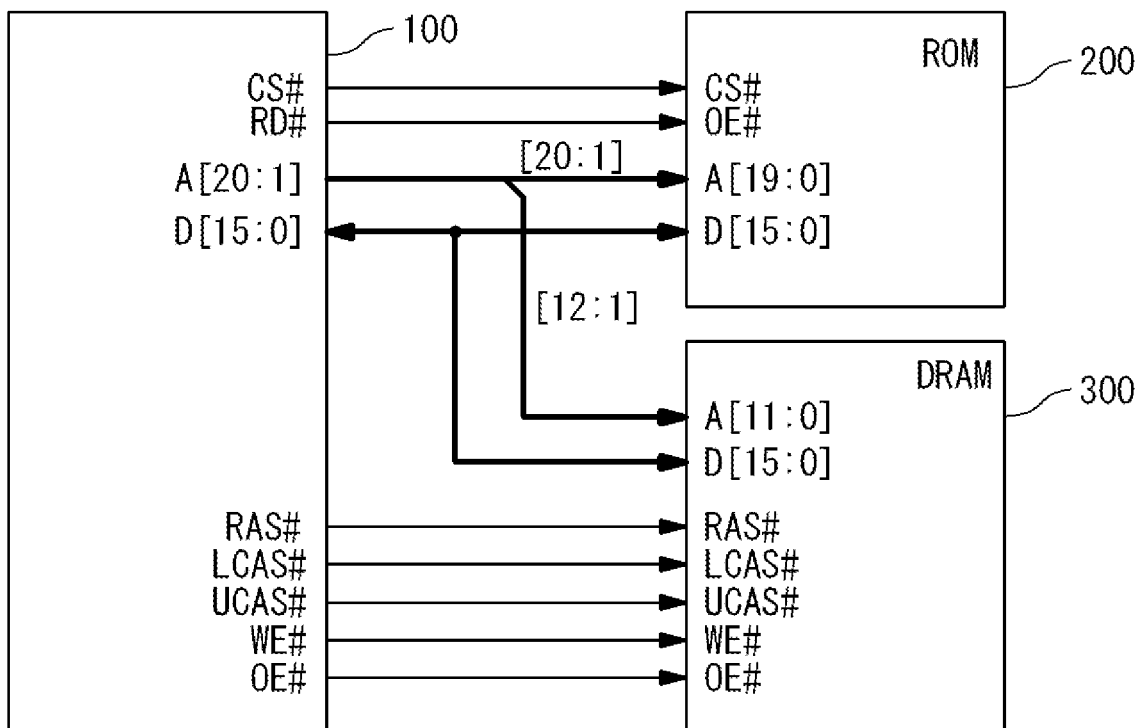 100
CS#
RD#
A[20:1]
D[15:0]
[20:1]
[12:1]
RAS#
LCAS#
UCAS#
WE#
OE#
ROM
200
CS#
OE#
A[19:0]
D[15:0]
DRAM
300
A[11:0]
D[15:0]
RAS#
LCAS#
UCAS#
WE#
OE#